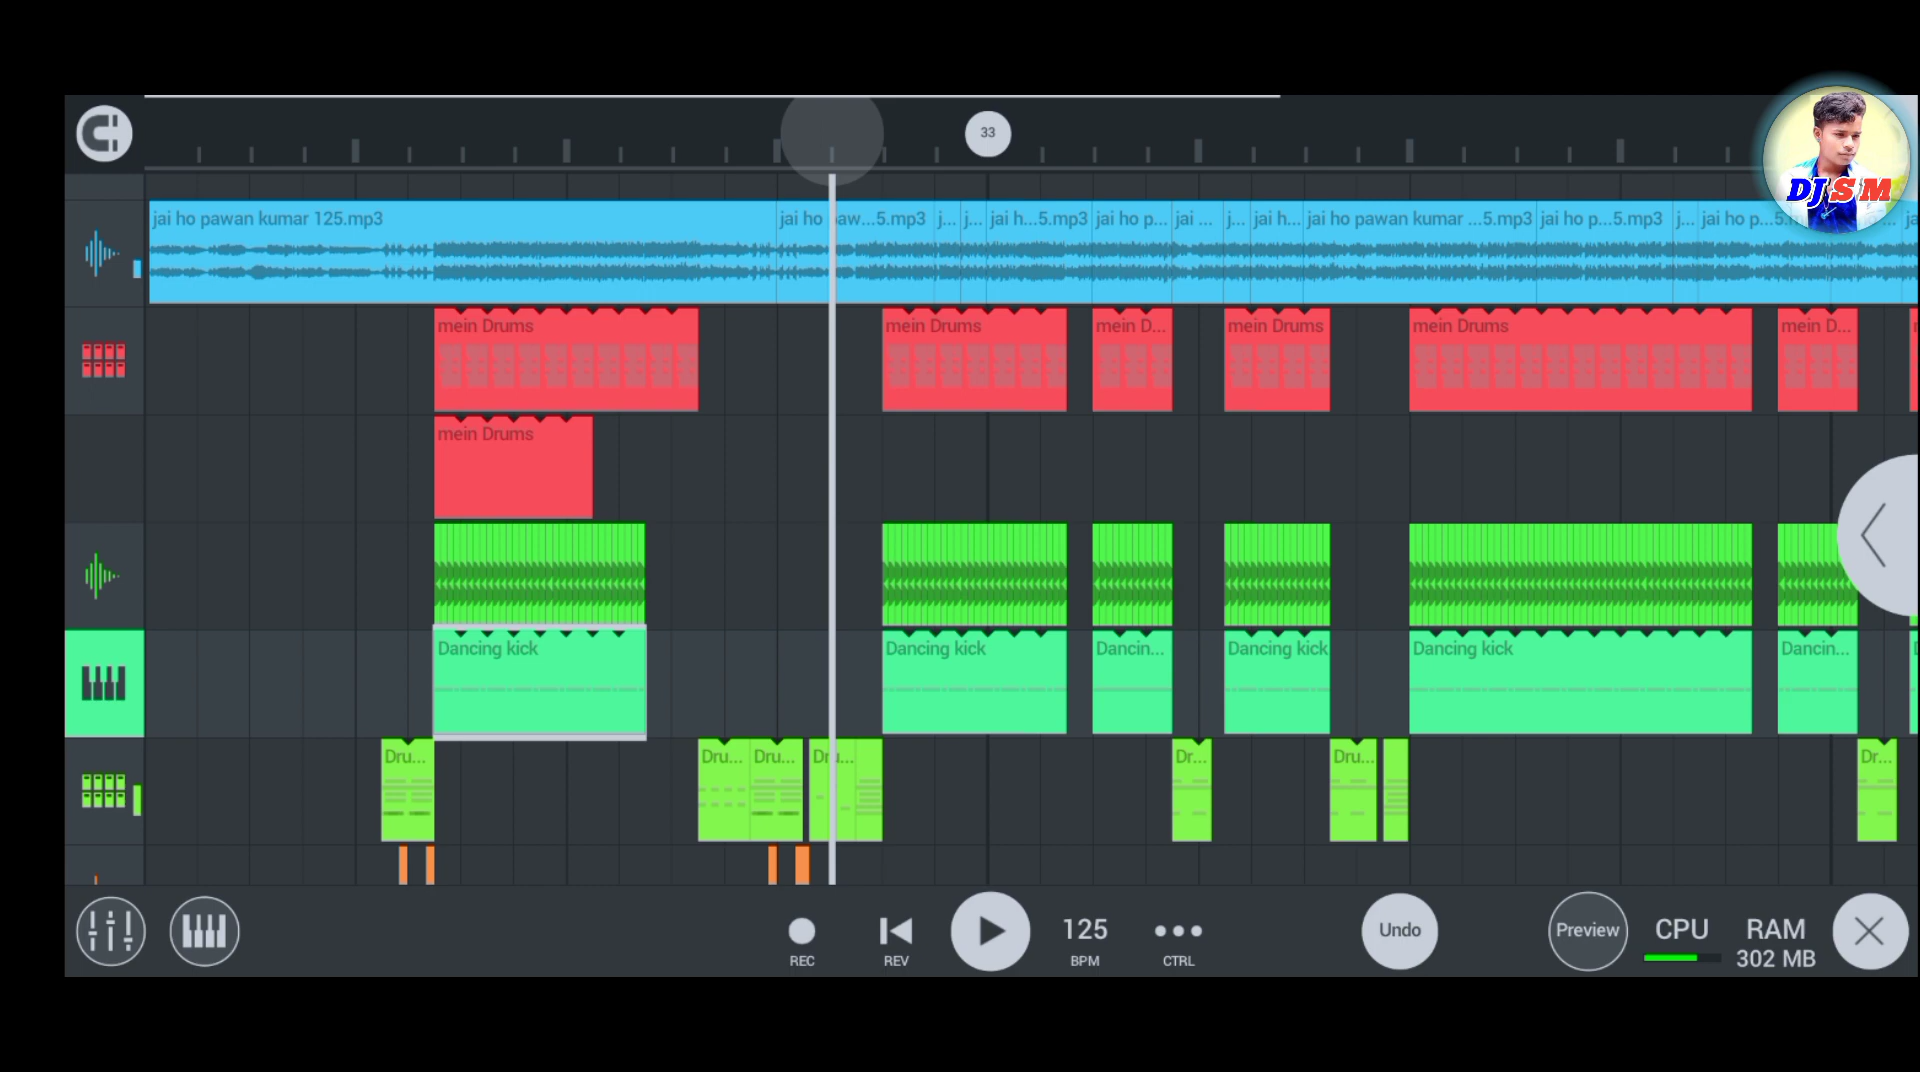 33
DJ S M
jai ho pawan kumar 125.mp3 jai ho aw...5.mp3 j... j... jai h...5.mp3 jai ho p... jai ... j... jai h... jai ho pawan kumar ...5.mp3 jai ho p...5.mp3 j... jai ho p...5.
mein Drums mein Drums mein D... mein Drums mein Drums mein D...
mein Drums
Dancing kick Dancing kick Dancin... Dancing kick Dancing kick Dancin...
Dru... Dru... Dru... Dru... Dr... Dru... Dr...
125 Undo Preview CPU RAM
REC REV BPM CTRL 302 MB